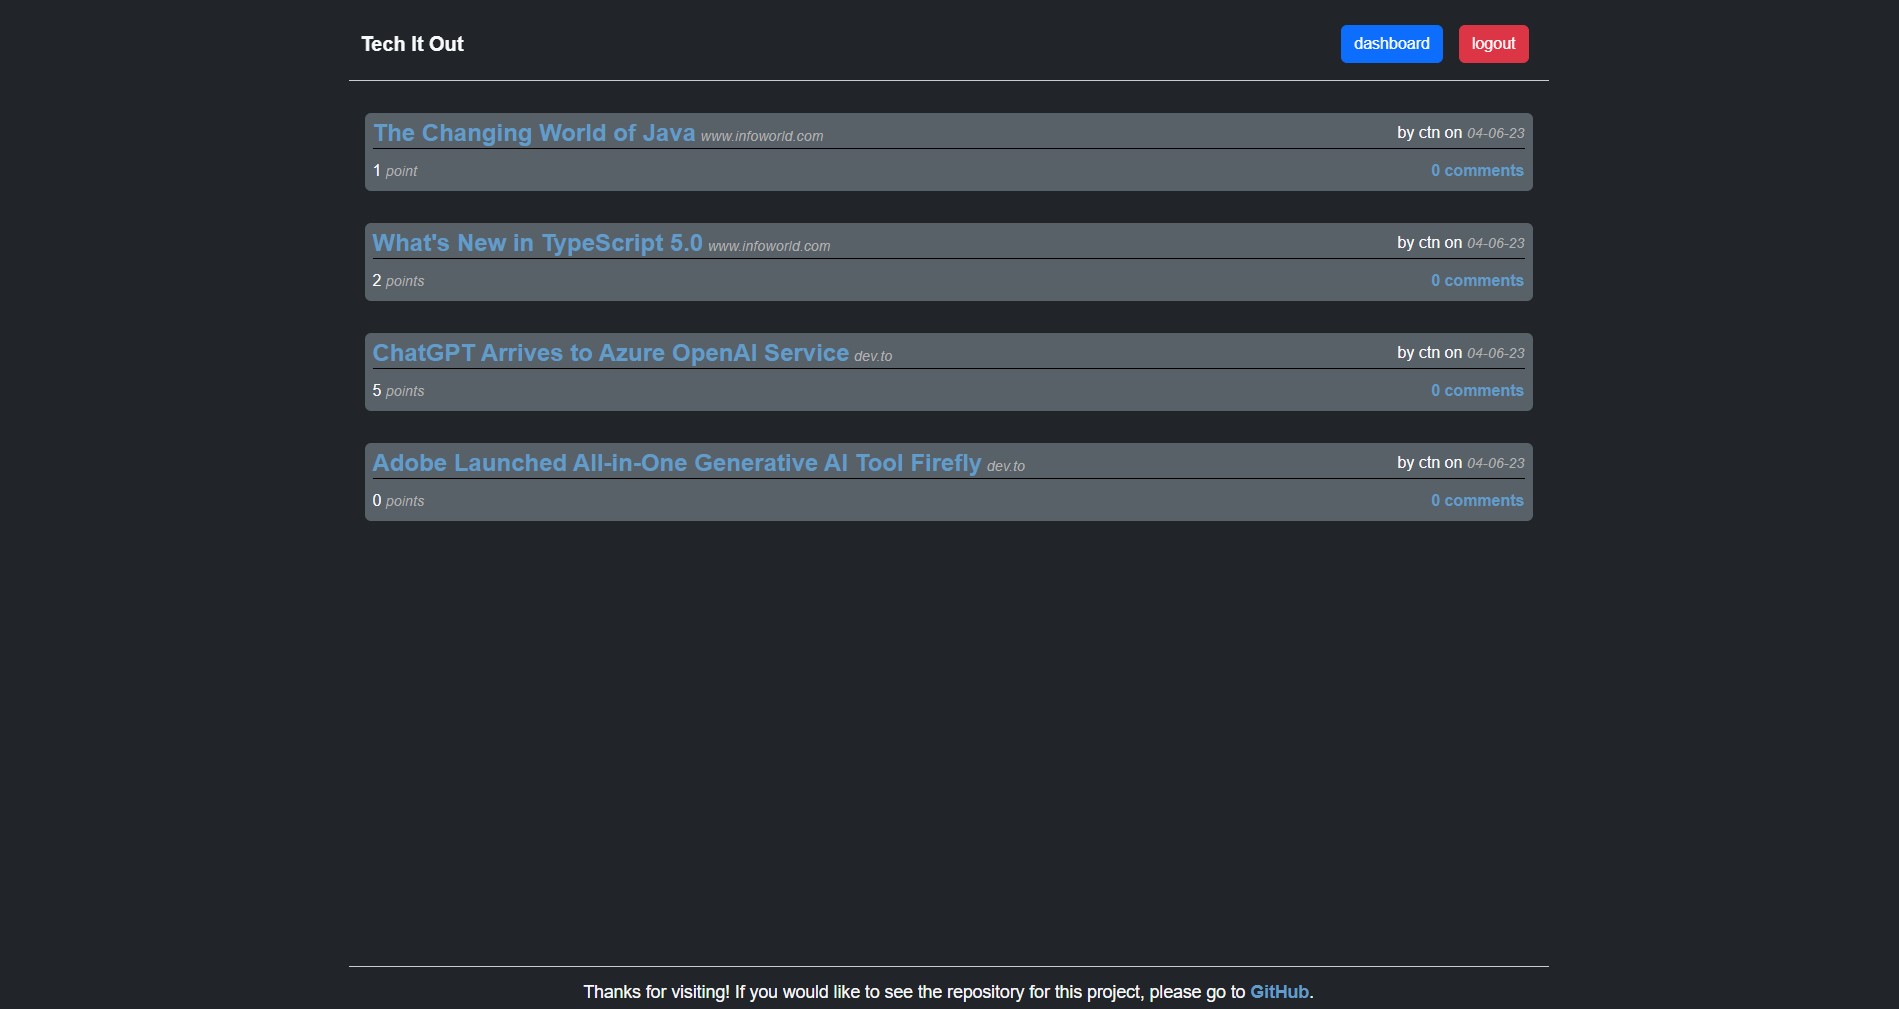 Tech It Out dashboard logout
The Changing World of Java www.infoworld.com by ctn on 04-06-23
1 point 0 comments
What's New in TypeScript 5.0 www.infoworld.com by ctn on 04-06-23
2 points 0 comments
ChatGPT Arrives to Azure OpenAI Service dev.to by ctn on 04-06-23
5 points 0 comments
Adobe Launched All-in-One Generative AI Tool Firefly dev.to by ctn on 04-06-23
0 points 0 comments
Thanks for visiting! If you would like to see the repository for this project, please go to GitHub.